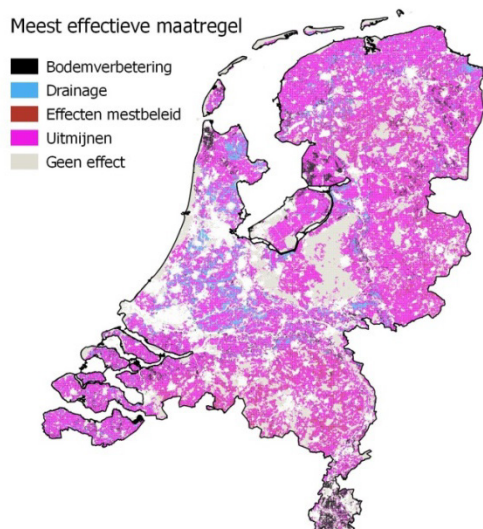 Meest effectieve maatregel
Bodemverbetering
Drainage
Effecten mestbeleid
Uitmijnen
Geen effect